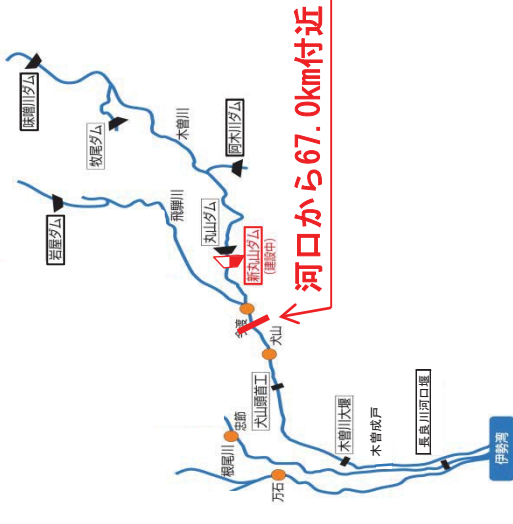 味噌川ダム
牧尾ダム
木曽川
阿木川ダム
岩屋ダム
飛騨川
丸山ダム
新丸山ダム
(建設中)
河口から67.0km付近
今渡
犬山
犬山頭首工
忠節
根尾川
万石
木曽川大堰
木曽成戸
長良川河口堰
伊勢湾